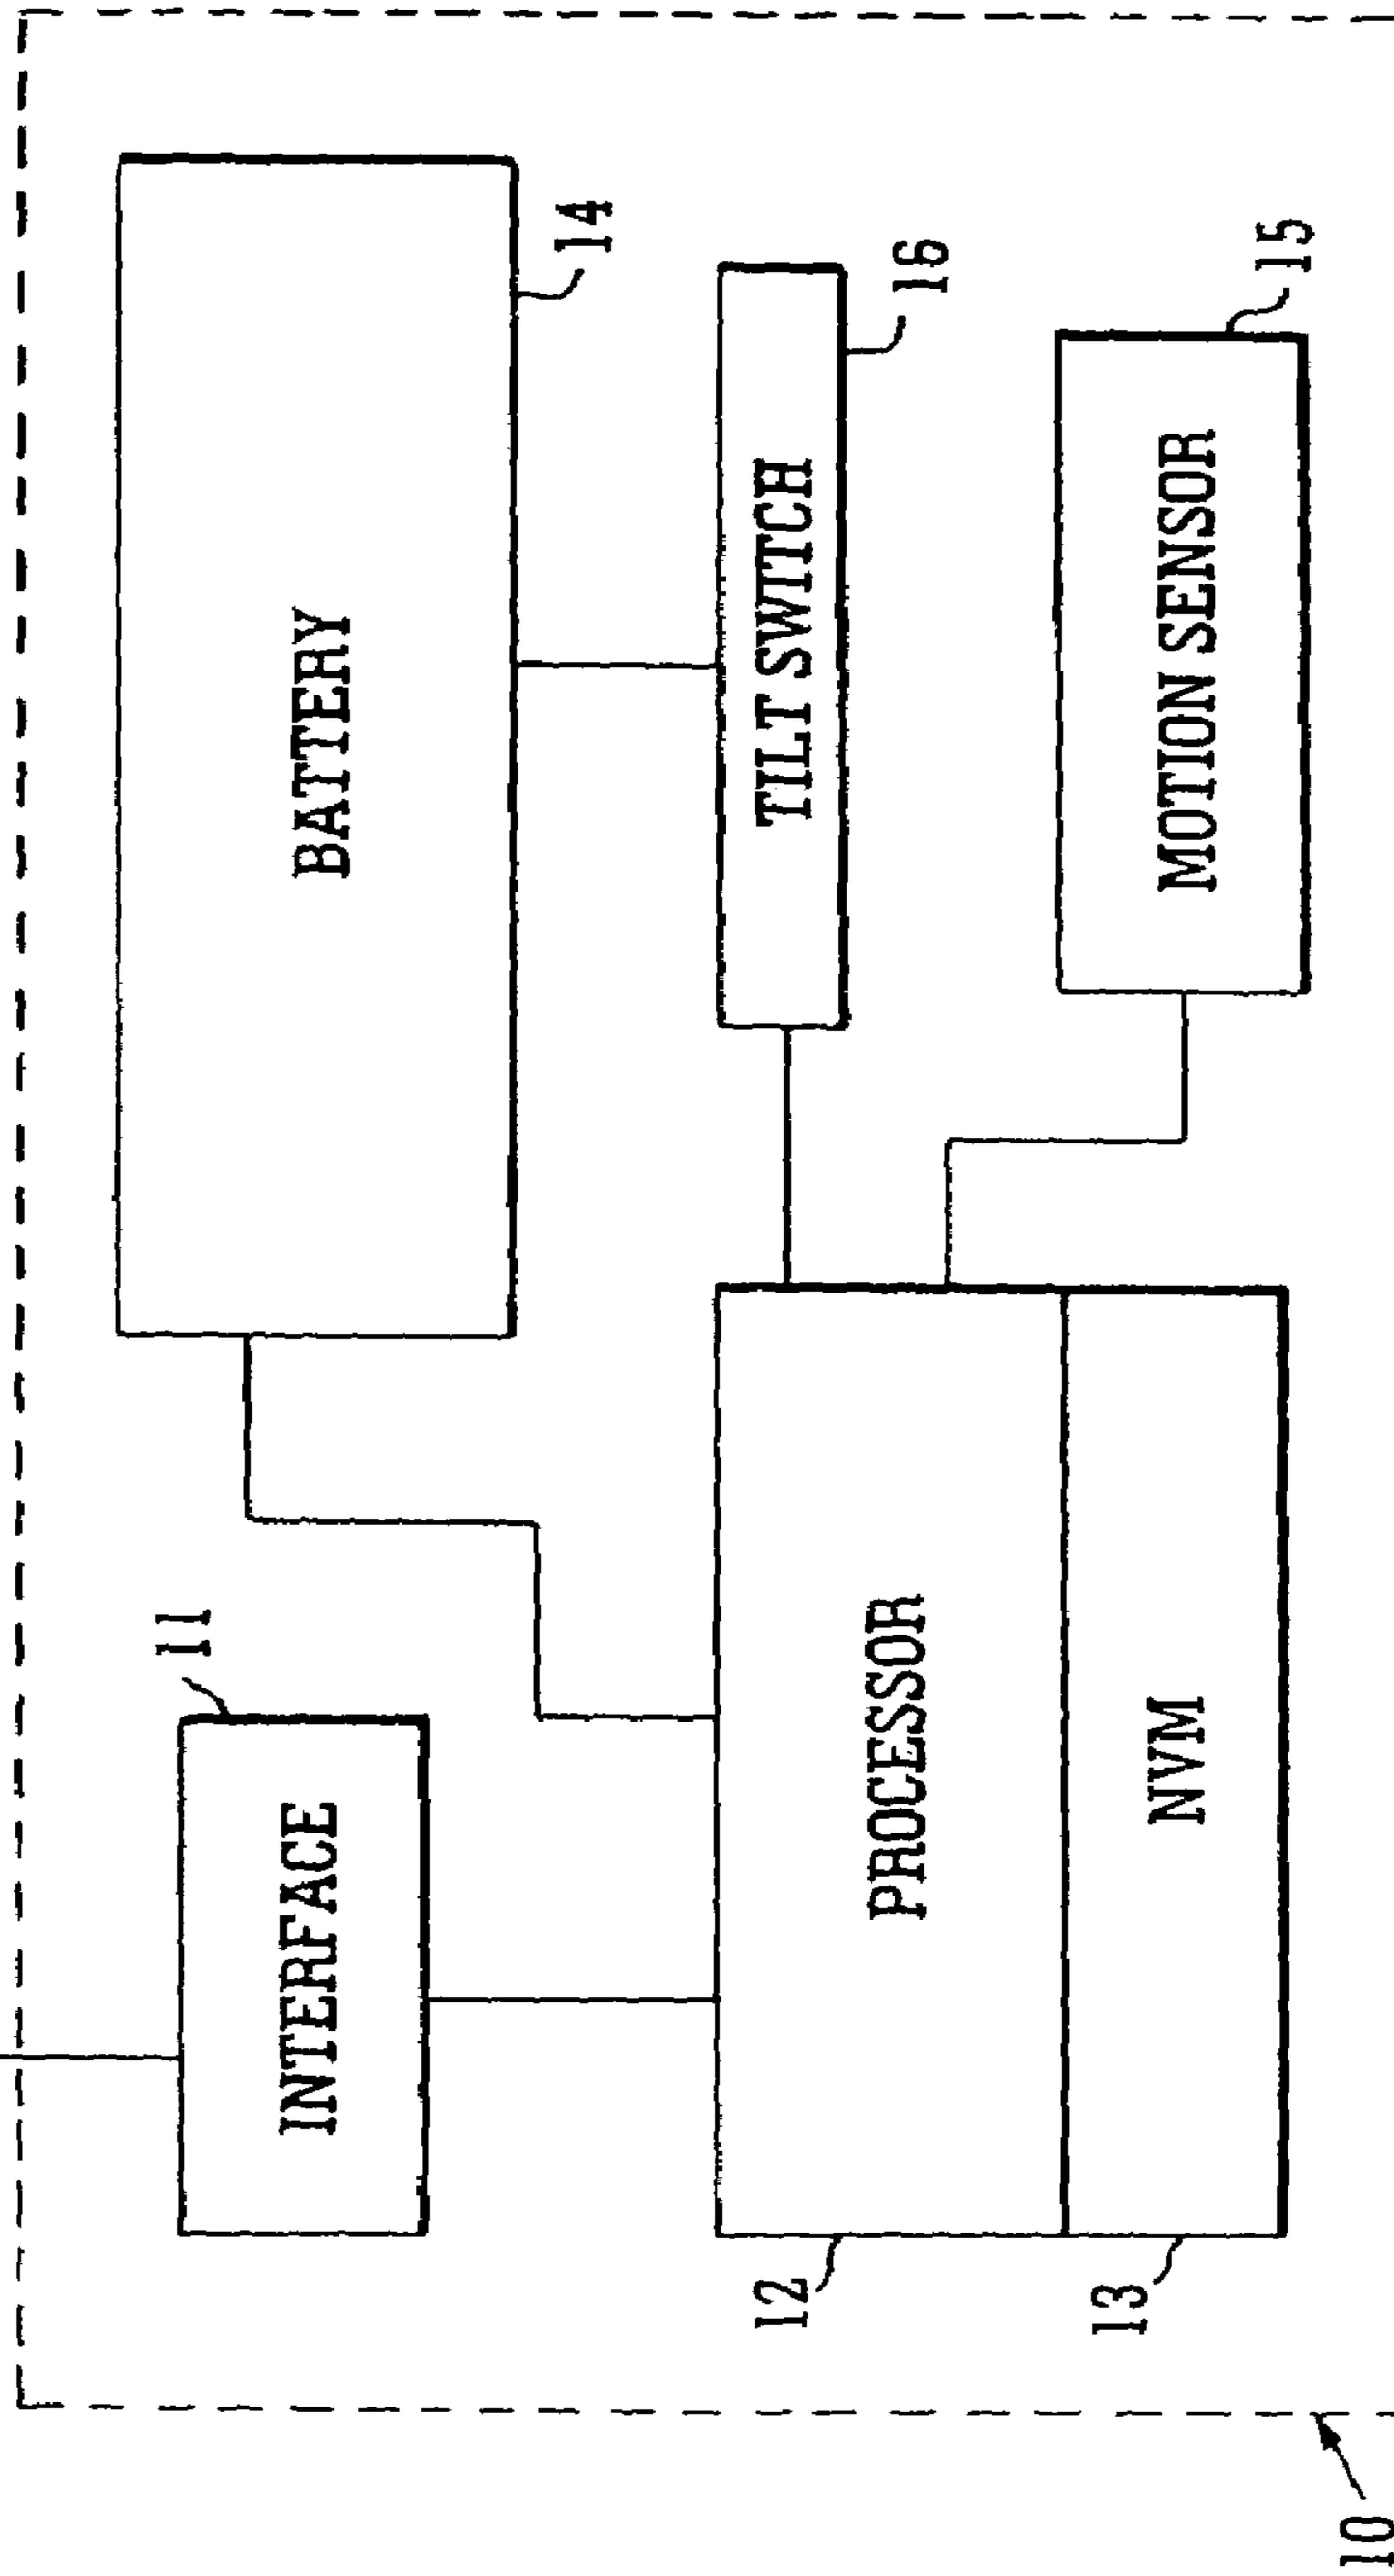 11
INTERFACE
BATTERY
14
TILT SWITCH
16
12
PROCESSOR
13
NVM
MOTION SENSOR
15
10